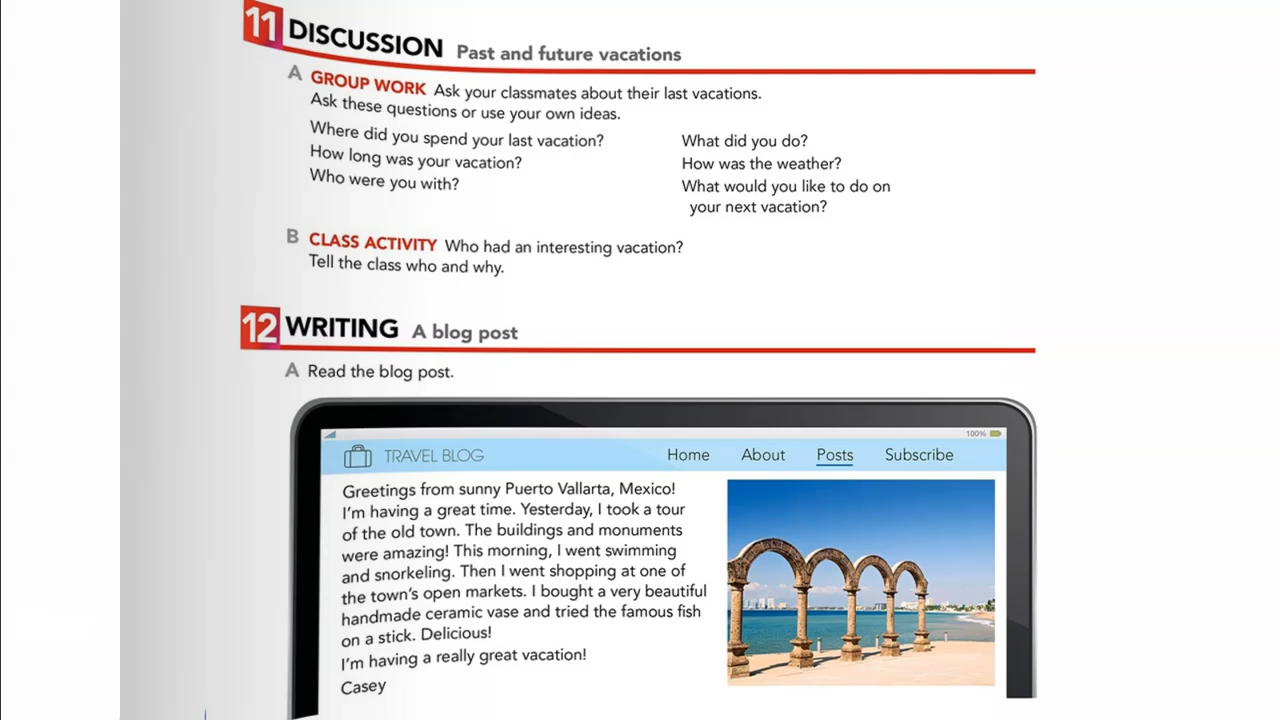 11 DISCUSSION Past and future vacations
A GROUP WORK Ask your classmates about their last vacations.
Ask these questions or use your own ideas.
Where did you spend your last vacation?
How long was your vacation?
Who were you with?
What did you do?
How was the weather?
What would you like to do on
your next vacation?
B CLASS ACTIVITY Who had an interesting vacation?
Tell the class who and why.
12 WRITING A blog post
A Read the blog post.
100%
TRAVEL BLOG Home About Posts Subscribe
Greetings from sunny Puerto Vallarta, Mexico!
I'm having a great time. Yesterday, I took a tour
of the old town. The buildings and monuments
were amazing! This morning, I went swimming
and snorkeling. Then I went shopping at one of
the town's open markets. I bought a very beautiful
handmade ceramic vase and tried the famous fish
on a stick. Delicious!
I'm having a really great vacation!
Casey